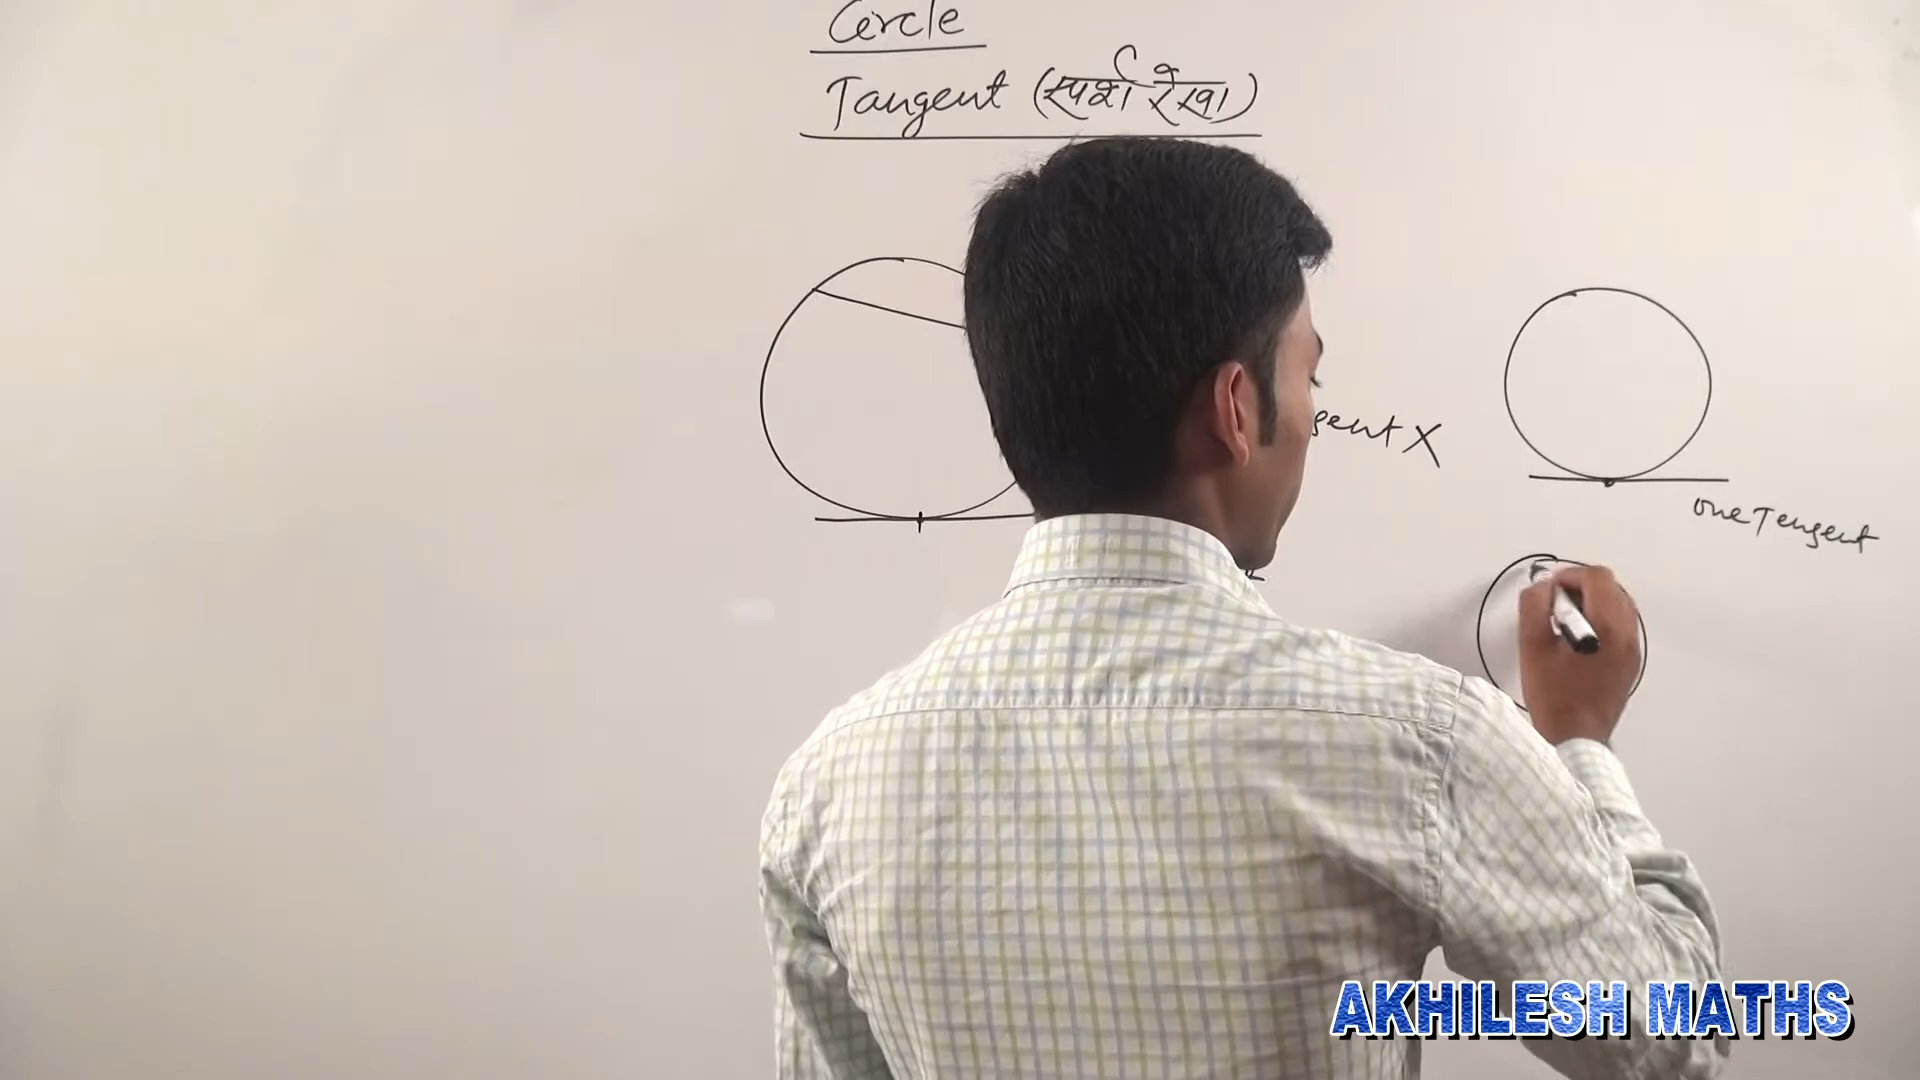 Circle
Tangent (स्पर्श रेखा)
gent X
one Tangent
AKHILESH MATHS